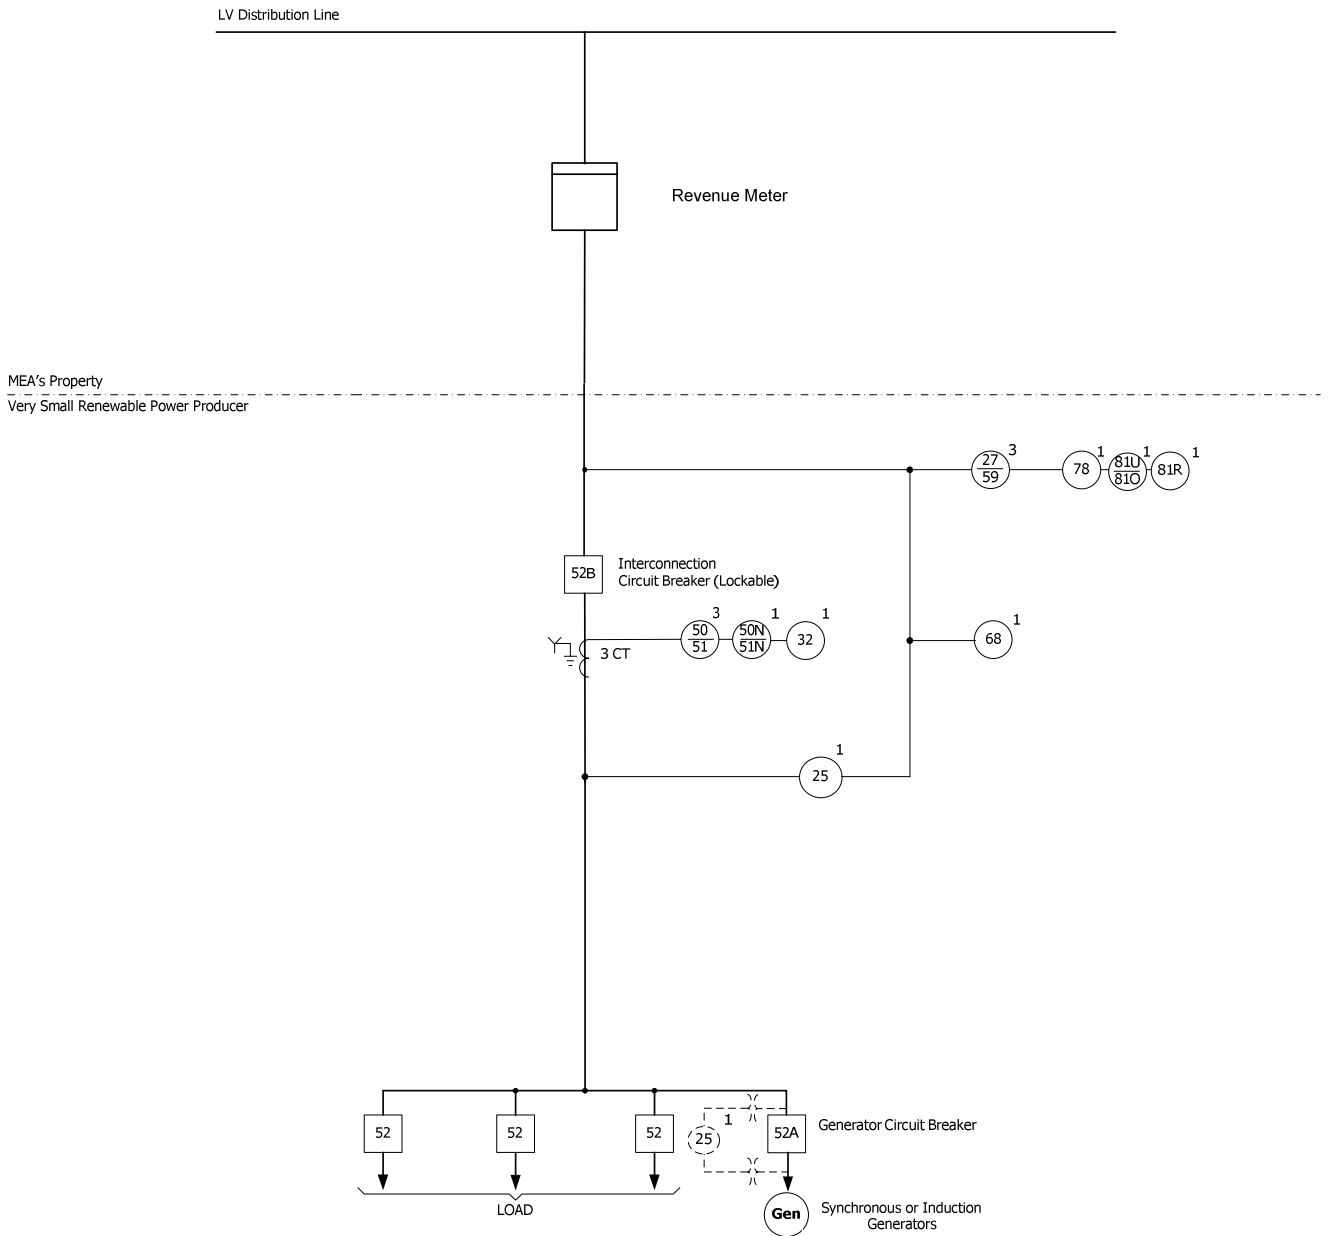 LV Distribution Line
Revenue Meter
MEA's Property
Very Small Renewable Power Producer
27
59
3
78
1
81U
81O
1
81R
1
52B
Interconnection
Circuit Breaker (Lockable)
3 CT
50
51
3
50N
51N
1
32
1
68
1
25
1
52
52
52
25
1
52A
Generator Circuit Breaker
LOAD
Gen
Synchronous or Induction
Generators